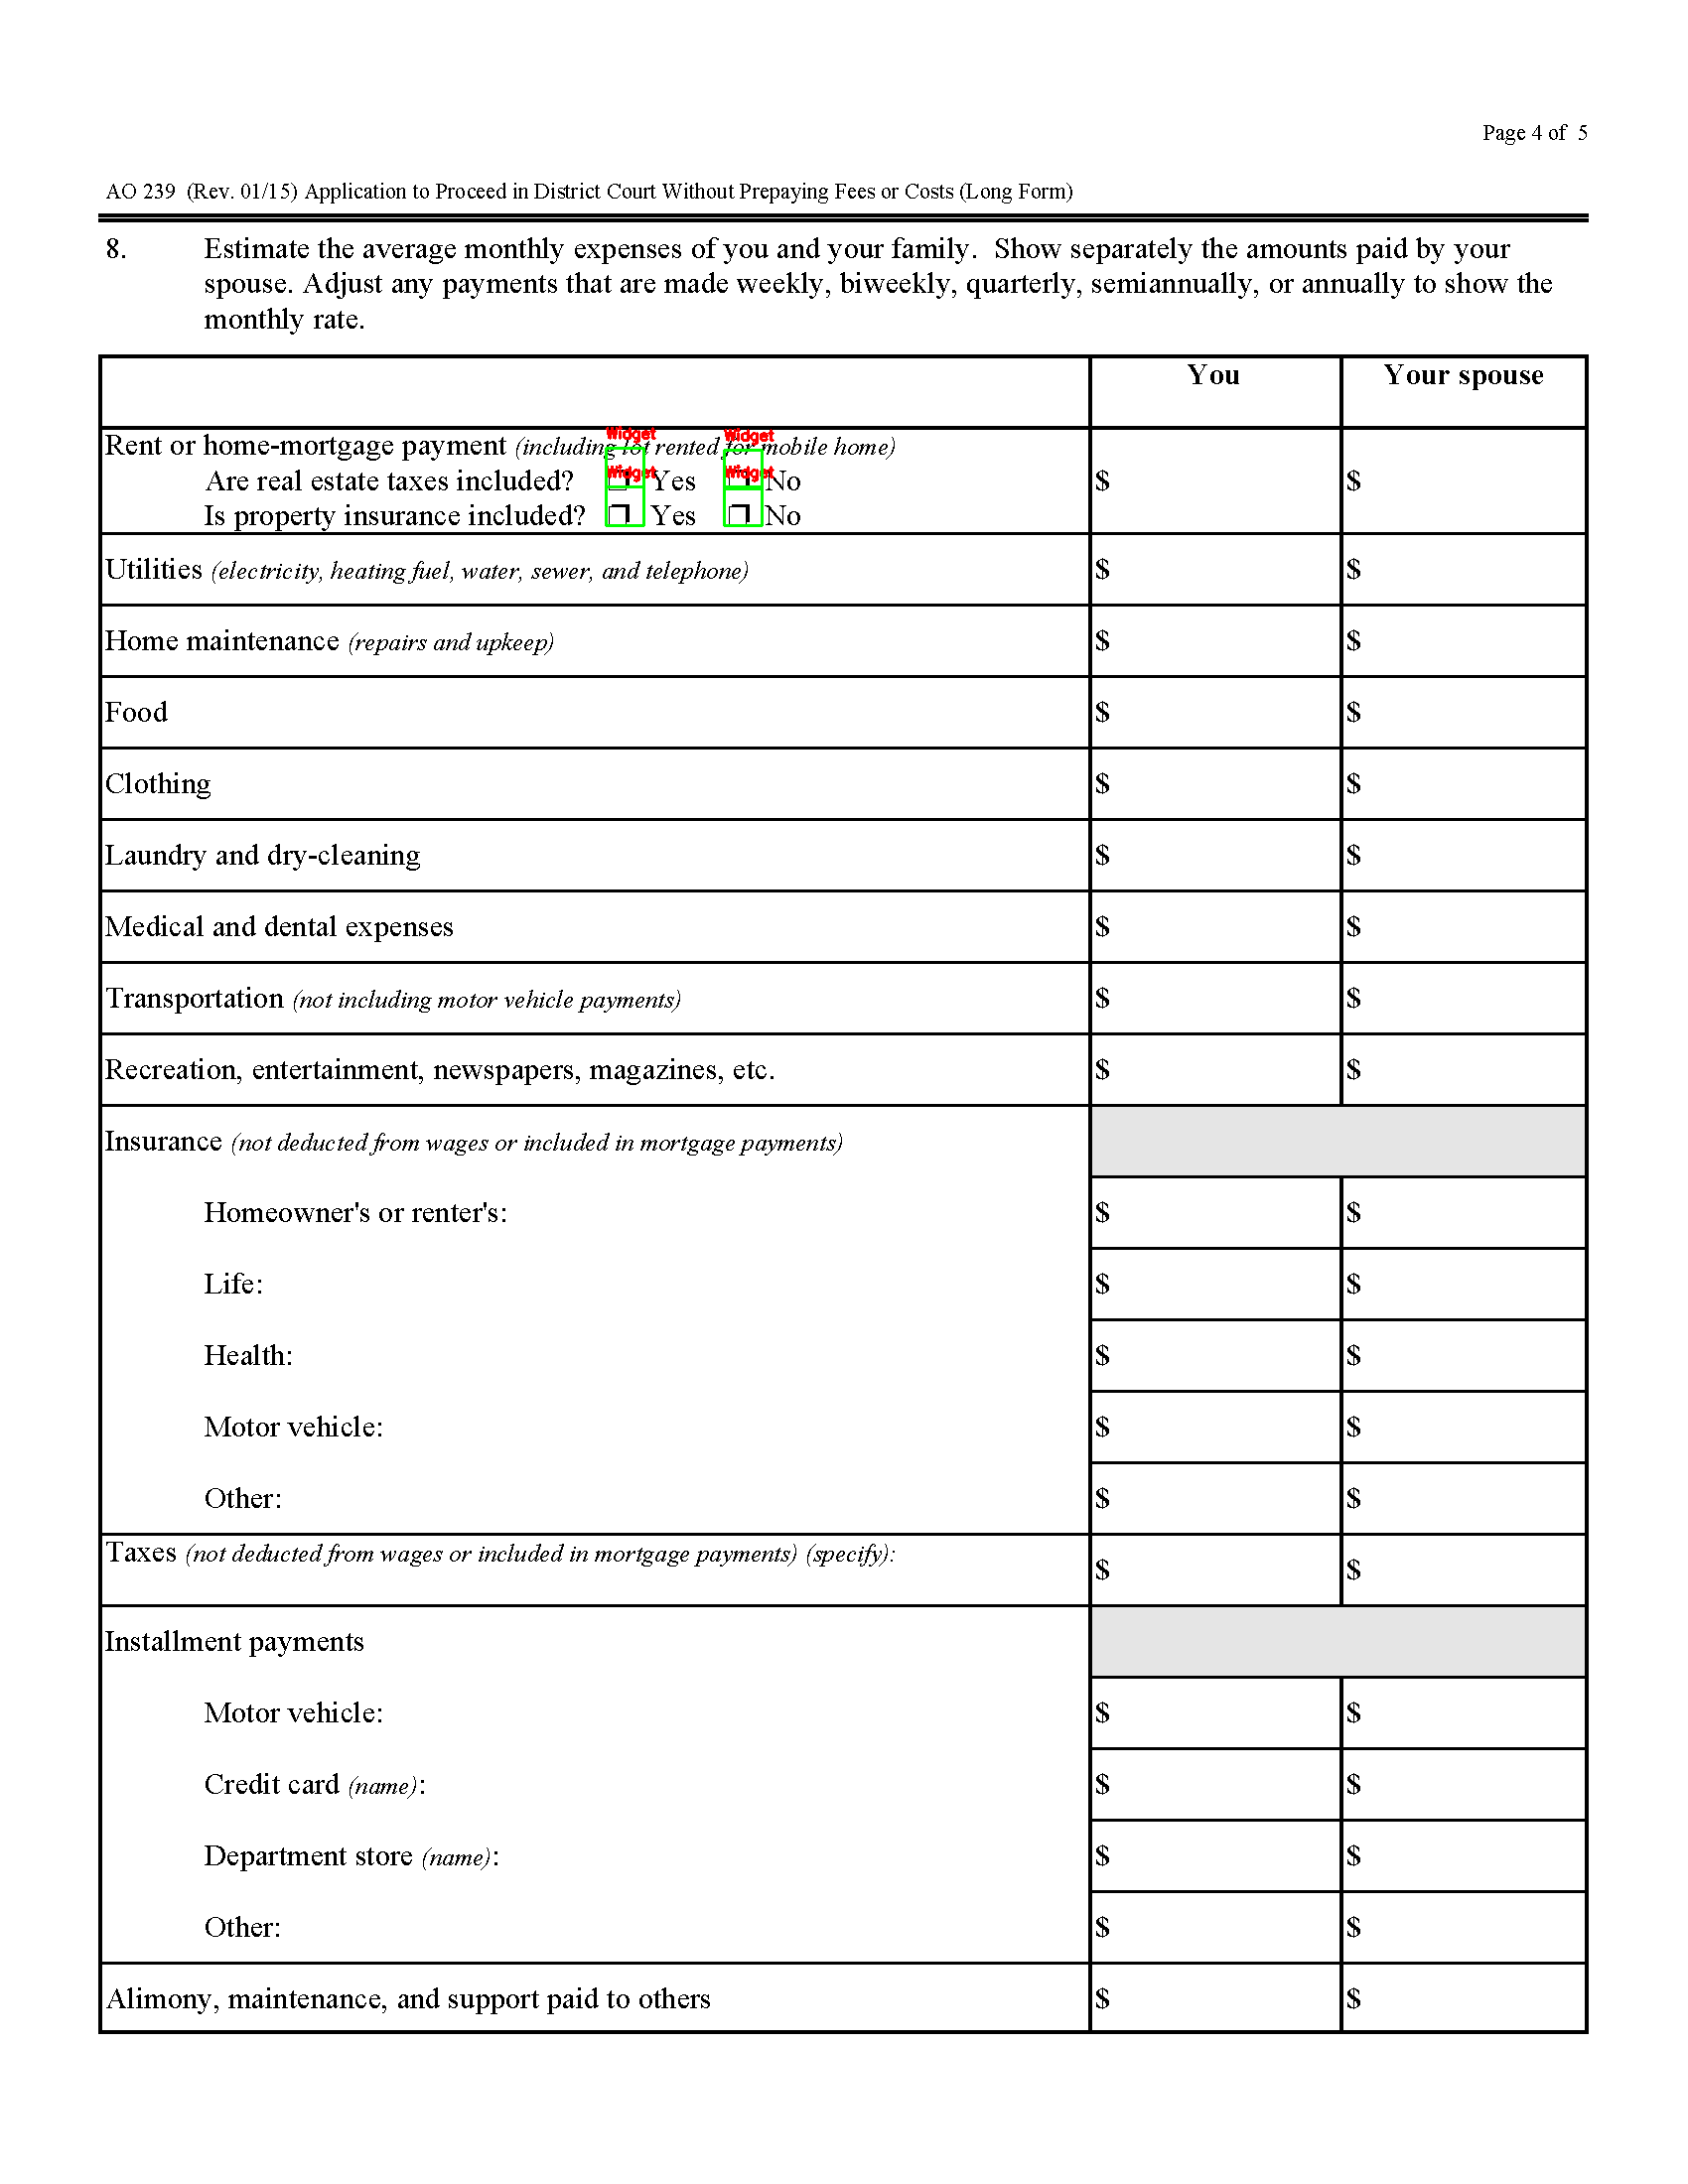 Page 4 of 5
AO 239 (Rev. 01/15) Application to Proceed in District Court Without Prepaying Fees or Costs (Long Form)
8. Estimate the average monthly expenses of you and your family. Show separately the amounts paid by your
spouse. Adjust any payments that are made weekly, biweekly, quarterly, semiannually, or annually to show the
monthly rate.
You Your spouse
Widget Widget
Rent or home-mortgage payment (including lot rented for mobile home)
Widget Widget
Are real estate taxes included? Yes No $ $
Is property insurance included? Yes No
Utilities (electricity, heating fuel, water, sewer, and telephone) $ $
Home maintenance (repairs and upkeep) $ $
Food $ $
Clothing $ $
Laundry and dry-cleaning $ $
Medical and dental expenses $ $
Transportation (not including motor vehicle payments) $ $
Recreation, entertainment, newspapers, magazines, etc. $ $
Insurance (not deducted from wages or included in mortgage payments)
Homeowner's or renter's: $ $
Life: $ $
Health: $ $
Motor vehicle: $ $
Other: $ $
Taxes (not deducted from wages or included in mortgage payments) (specify): $ $
Installment payments
Motor vehicle: $ $
Credit card (name): $ $
Department store (name): $ $
Other: $ $
Alimony, maintenance, and support paid to others $ $